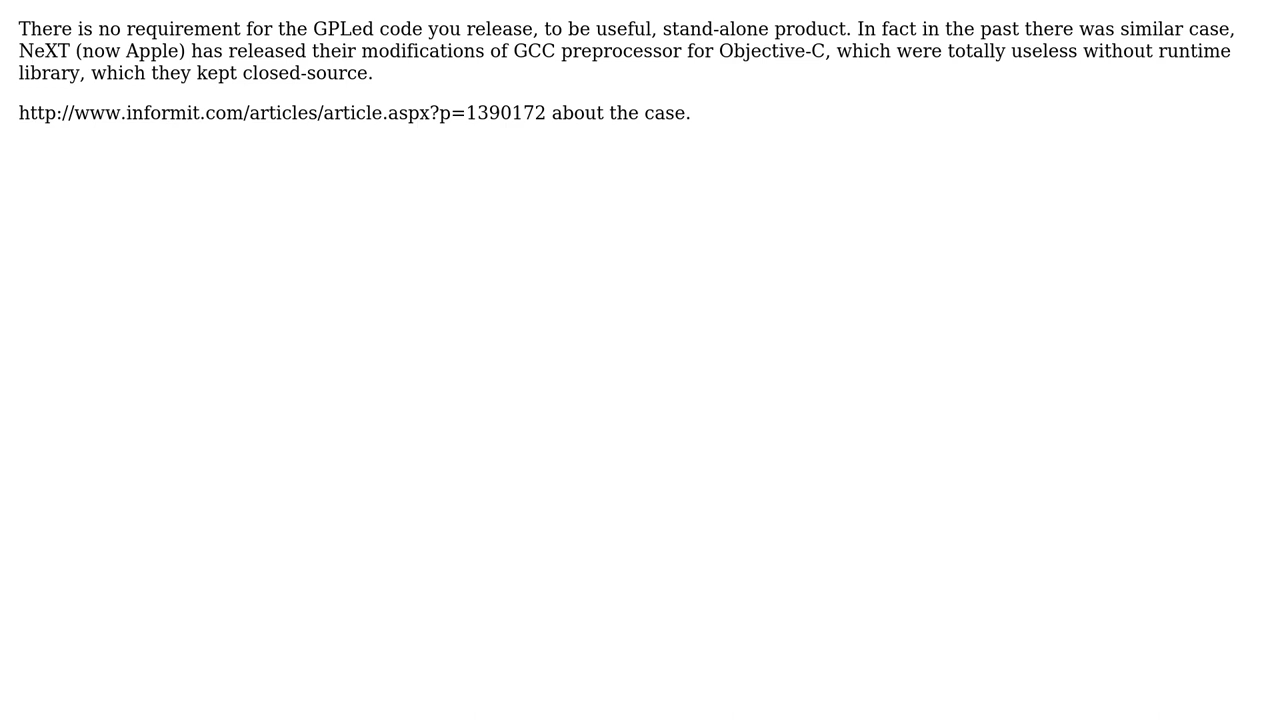 There is no requirement for the GPLed code you release, to be useful, stand-alone product. In fact in the past there was similar case,
NeXT (now Apple) has released their modifications of GCC preprocessor for Objective-C, which were totally useless without runtime
library, which they kept closed-source.
http://www.informit.com/articles/article.aspx?p=1390172 about the case.